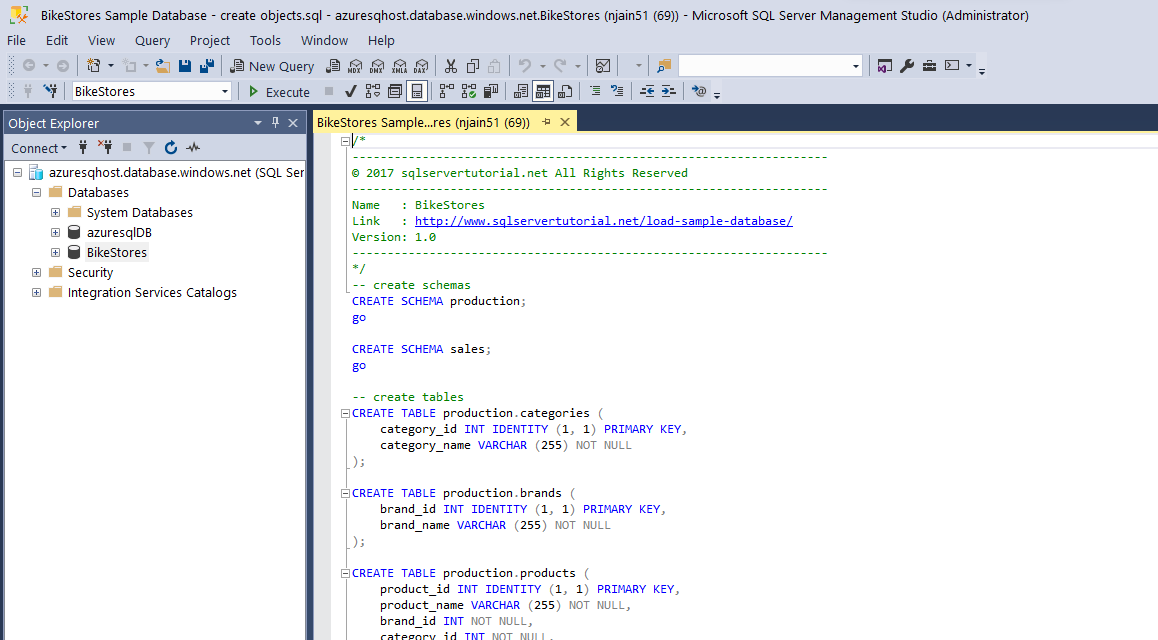 BikeStores Sample Database - create objects.sql - azuresqhost.database.windows.net.BikeStores (njain51 (69)) - Microsoft SQL Server Management Studio (Administrator)
File Edit View Query Project Tools Window Help
New Query MDX DMX XMLA DAX
BikeStores Execute
Object Explorer
Connect
azuresqhost.database.windows.net (SQL Ser
Databases
System Databases
azuresqlDB
BikeStores
Security
Integration Services Catalogs
BikeStores Sample...res (njain51 (69))
/*
--------------------------------------------------------------------
© 2017 sqlservertutorial.net All Rights Reserved
--------------------------------------------------------------------
Name   : BikeStores
Link   : http://www.sqlservertutorial.net/load-sample-database/
Version: 1.0
--------------------------------------------------------------------
*/
-- create schemas
CREATE SCHEMA production;
go
CREATE SCHEMA sales;
go
-- create tables
CREATE TABLE production.categories (
category_id INT IDENTITY (1, 1) PRIMARY KEY,
category_name VARCHAR (255) NOT NULL
);
CREATE TABLE production.brands (
brand_id INT IDENTITY (1, 1) PRIMARY KEY,
brand_name VARCHAR (255) NOT NULL
);
CREATE TABLE production.products (
product_id INT IDENTITY (1, 1) PRIMARY KEY,
product_name VARCHAR (255) NOT NULL,
brand_id INT NOT NULL,
category_id INT NOT NULL,